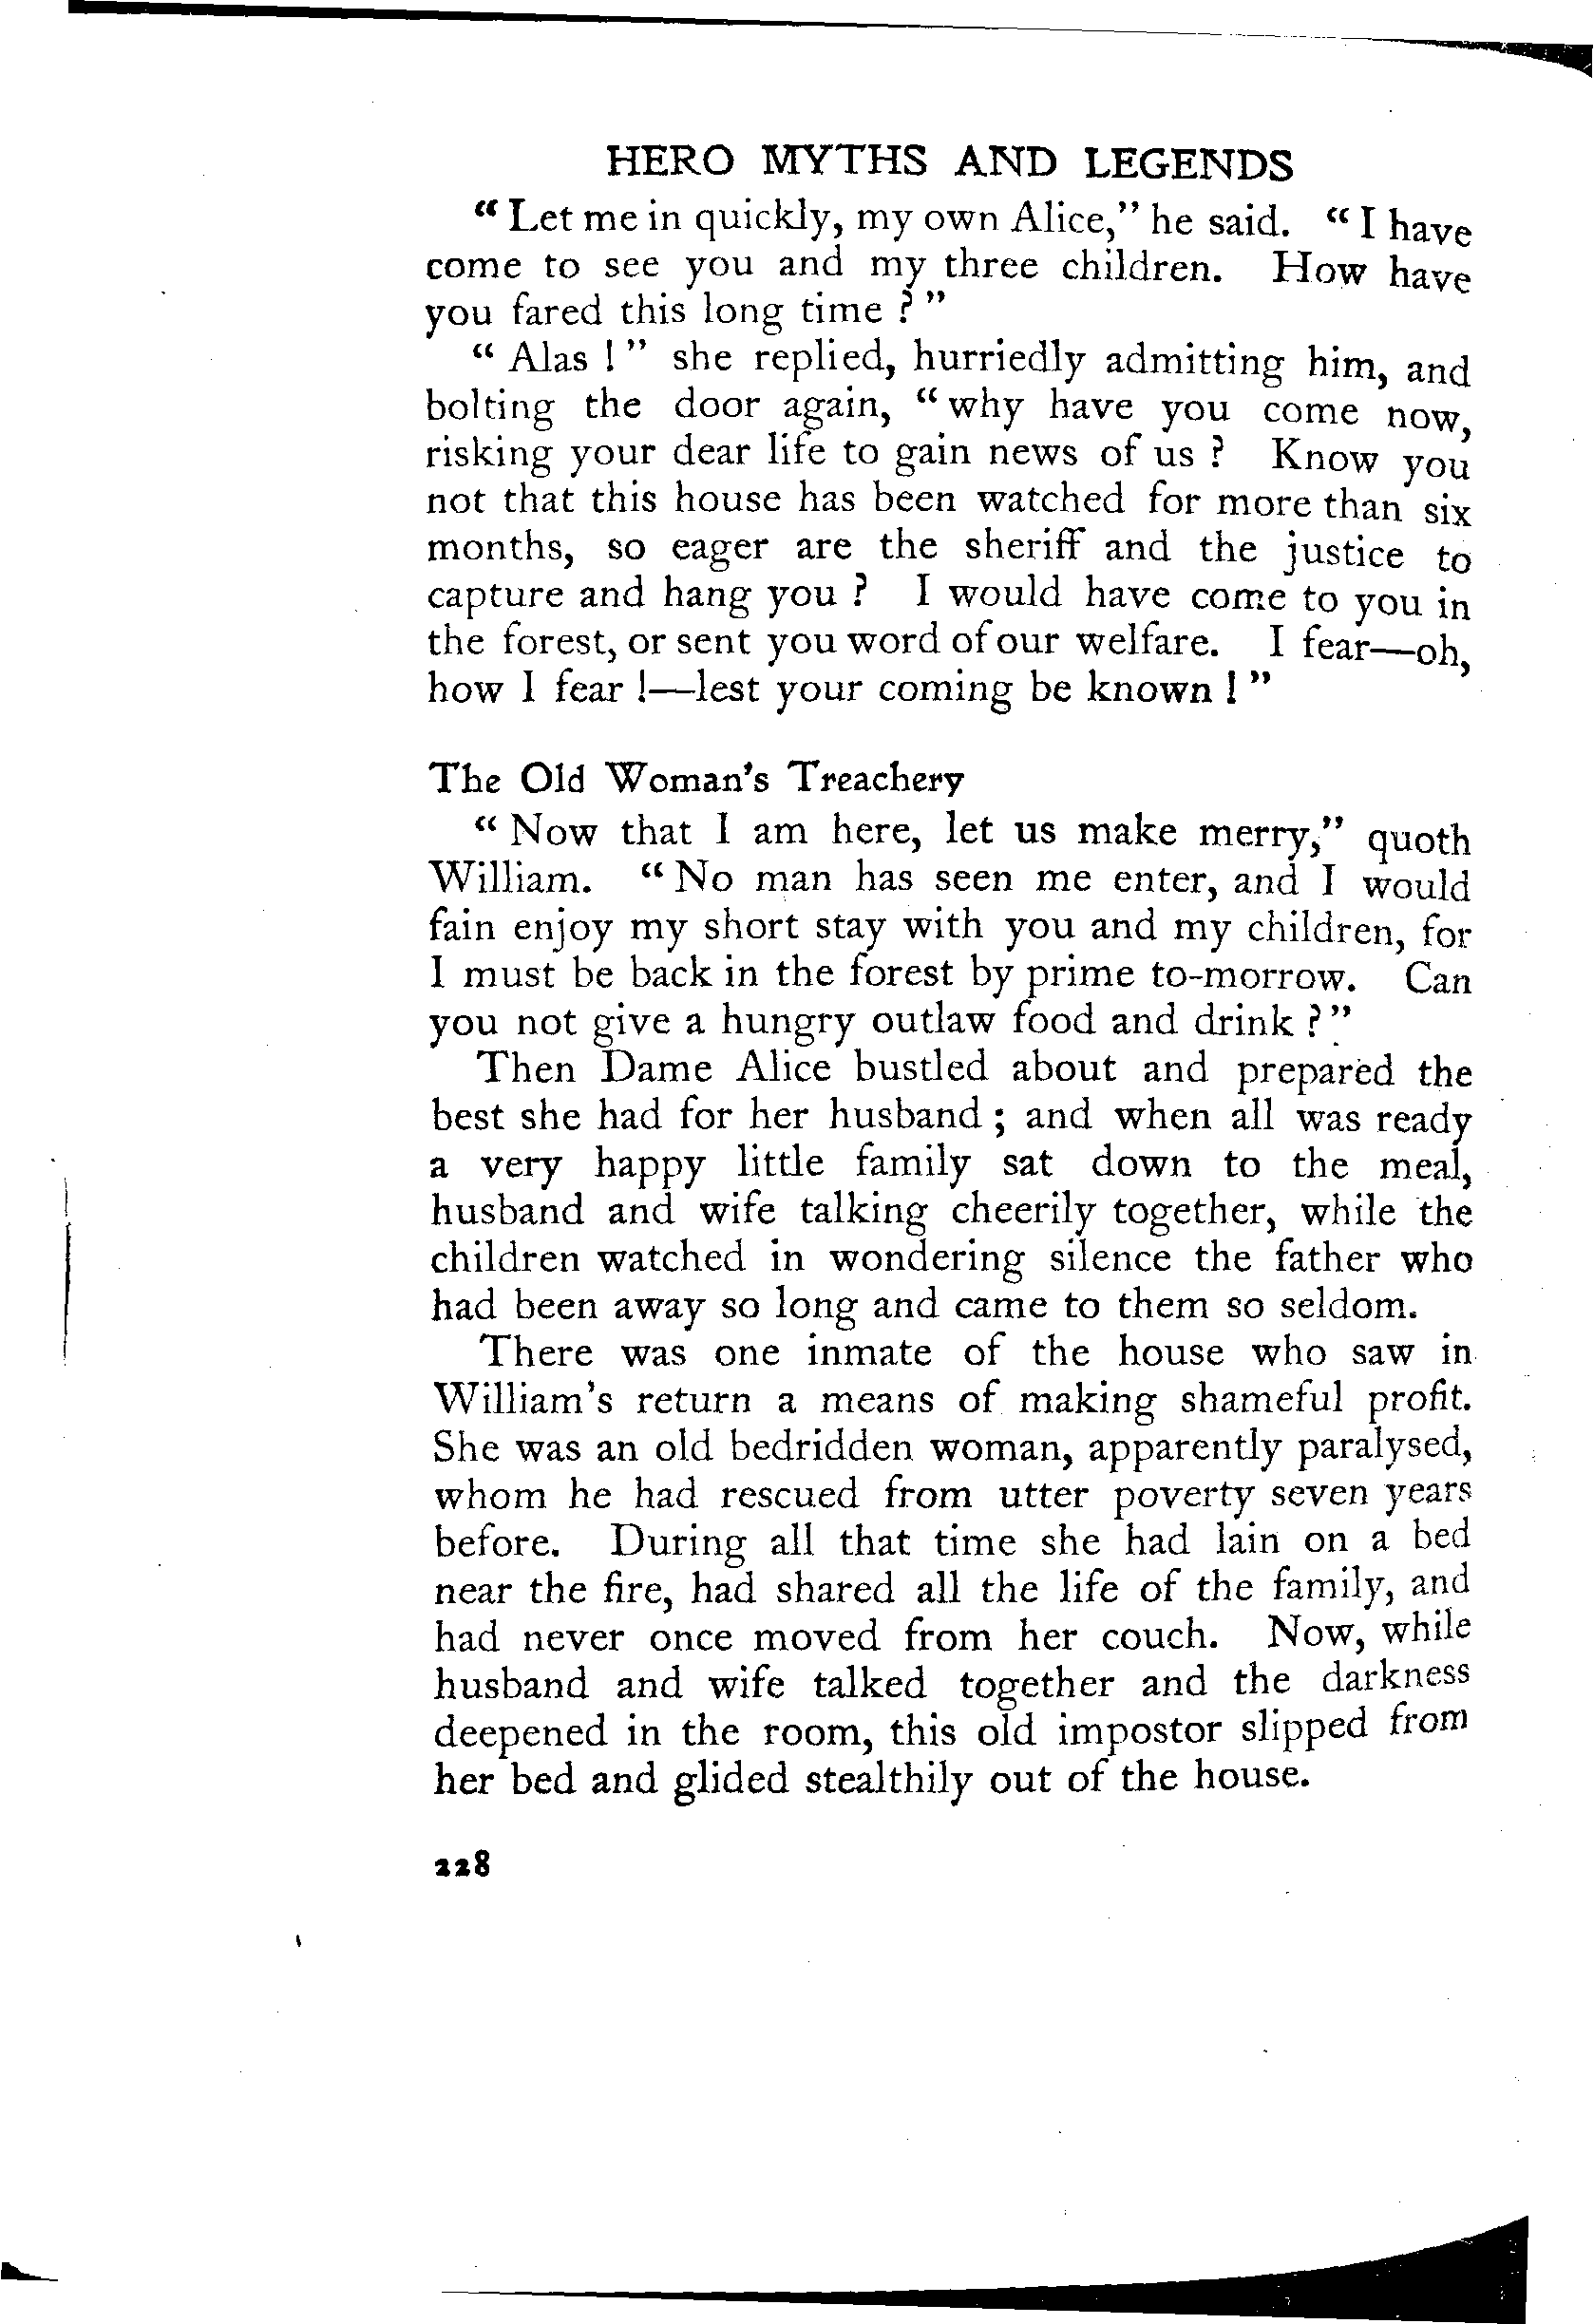 HERO MYTHS AND LEGENDS
“ Let me in quickly, my own Alice,” he said. “ I have
come to see you and my three children. How have
you fared this long time ? ”
“ Alas ! ” she replied, hurriedly admitting him, and
bolting the door again, “ why have you come now,
risking your dear life to gain news of us ? Know you
not that this house has been watched for more than six
months, so eager are the sheriff and the justice to
capture and hang you ? I would have come to you in
the forest, or sent you word of our welfare. I fear—oh,
how I fear !—lest your coming be known ! ”
The Old Woman's Treachery
“ Now that I am here, let us make merry,” quoth
William. “ No man has seen me enter, and I would
fain enjoy my short stay with you and my children, for
I must be back in the forest by prime to-morrow. Can
you not give a hungry outlaw food and drink ? ”
Then Dame Alice bustled about and prepared the
best she had for her husband ; and when all was ready
a very happy little family sat down to the meal,
husband and wife talking cheerily together, while the
children watched in wondering silence the father who
had been away so long and came to them so seldom.
There was one inmate of the house who saw in
William's return a means of making shameful profit.
She was an old bedridden woman, apparently paralysed,
whom he had rescued from utter poverty seven years
before. During all that time she had lain on a bed
near the fire, had shared all the life of the family, and
had never once moved from her couch. Now, while
husband and wife talked together and the darkness
deepened in the room, this old impostor slipped from
her bed and glided stealthily out of the house.
228